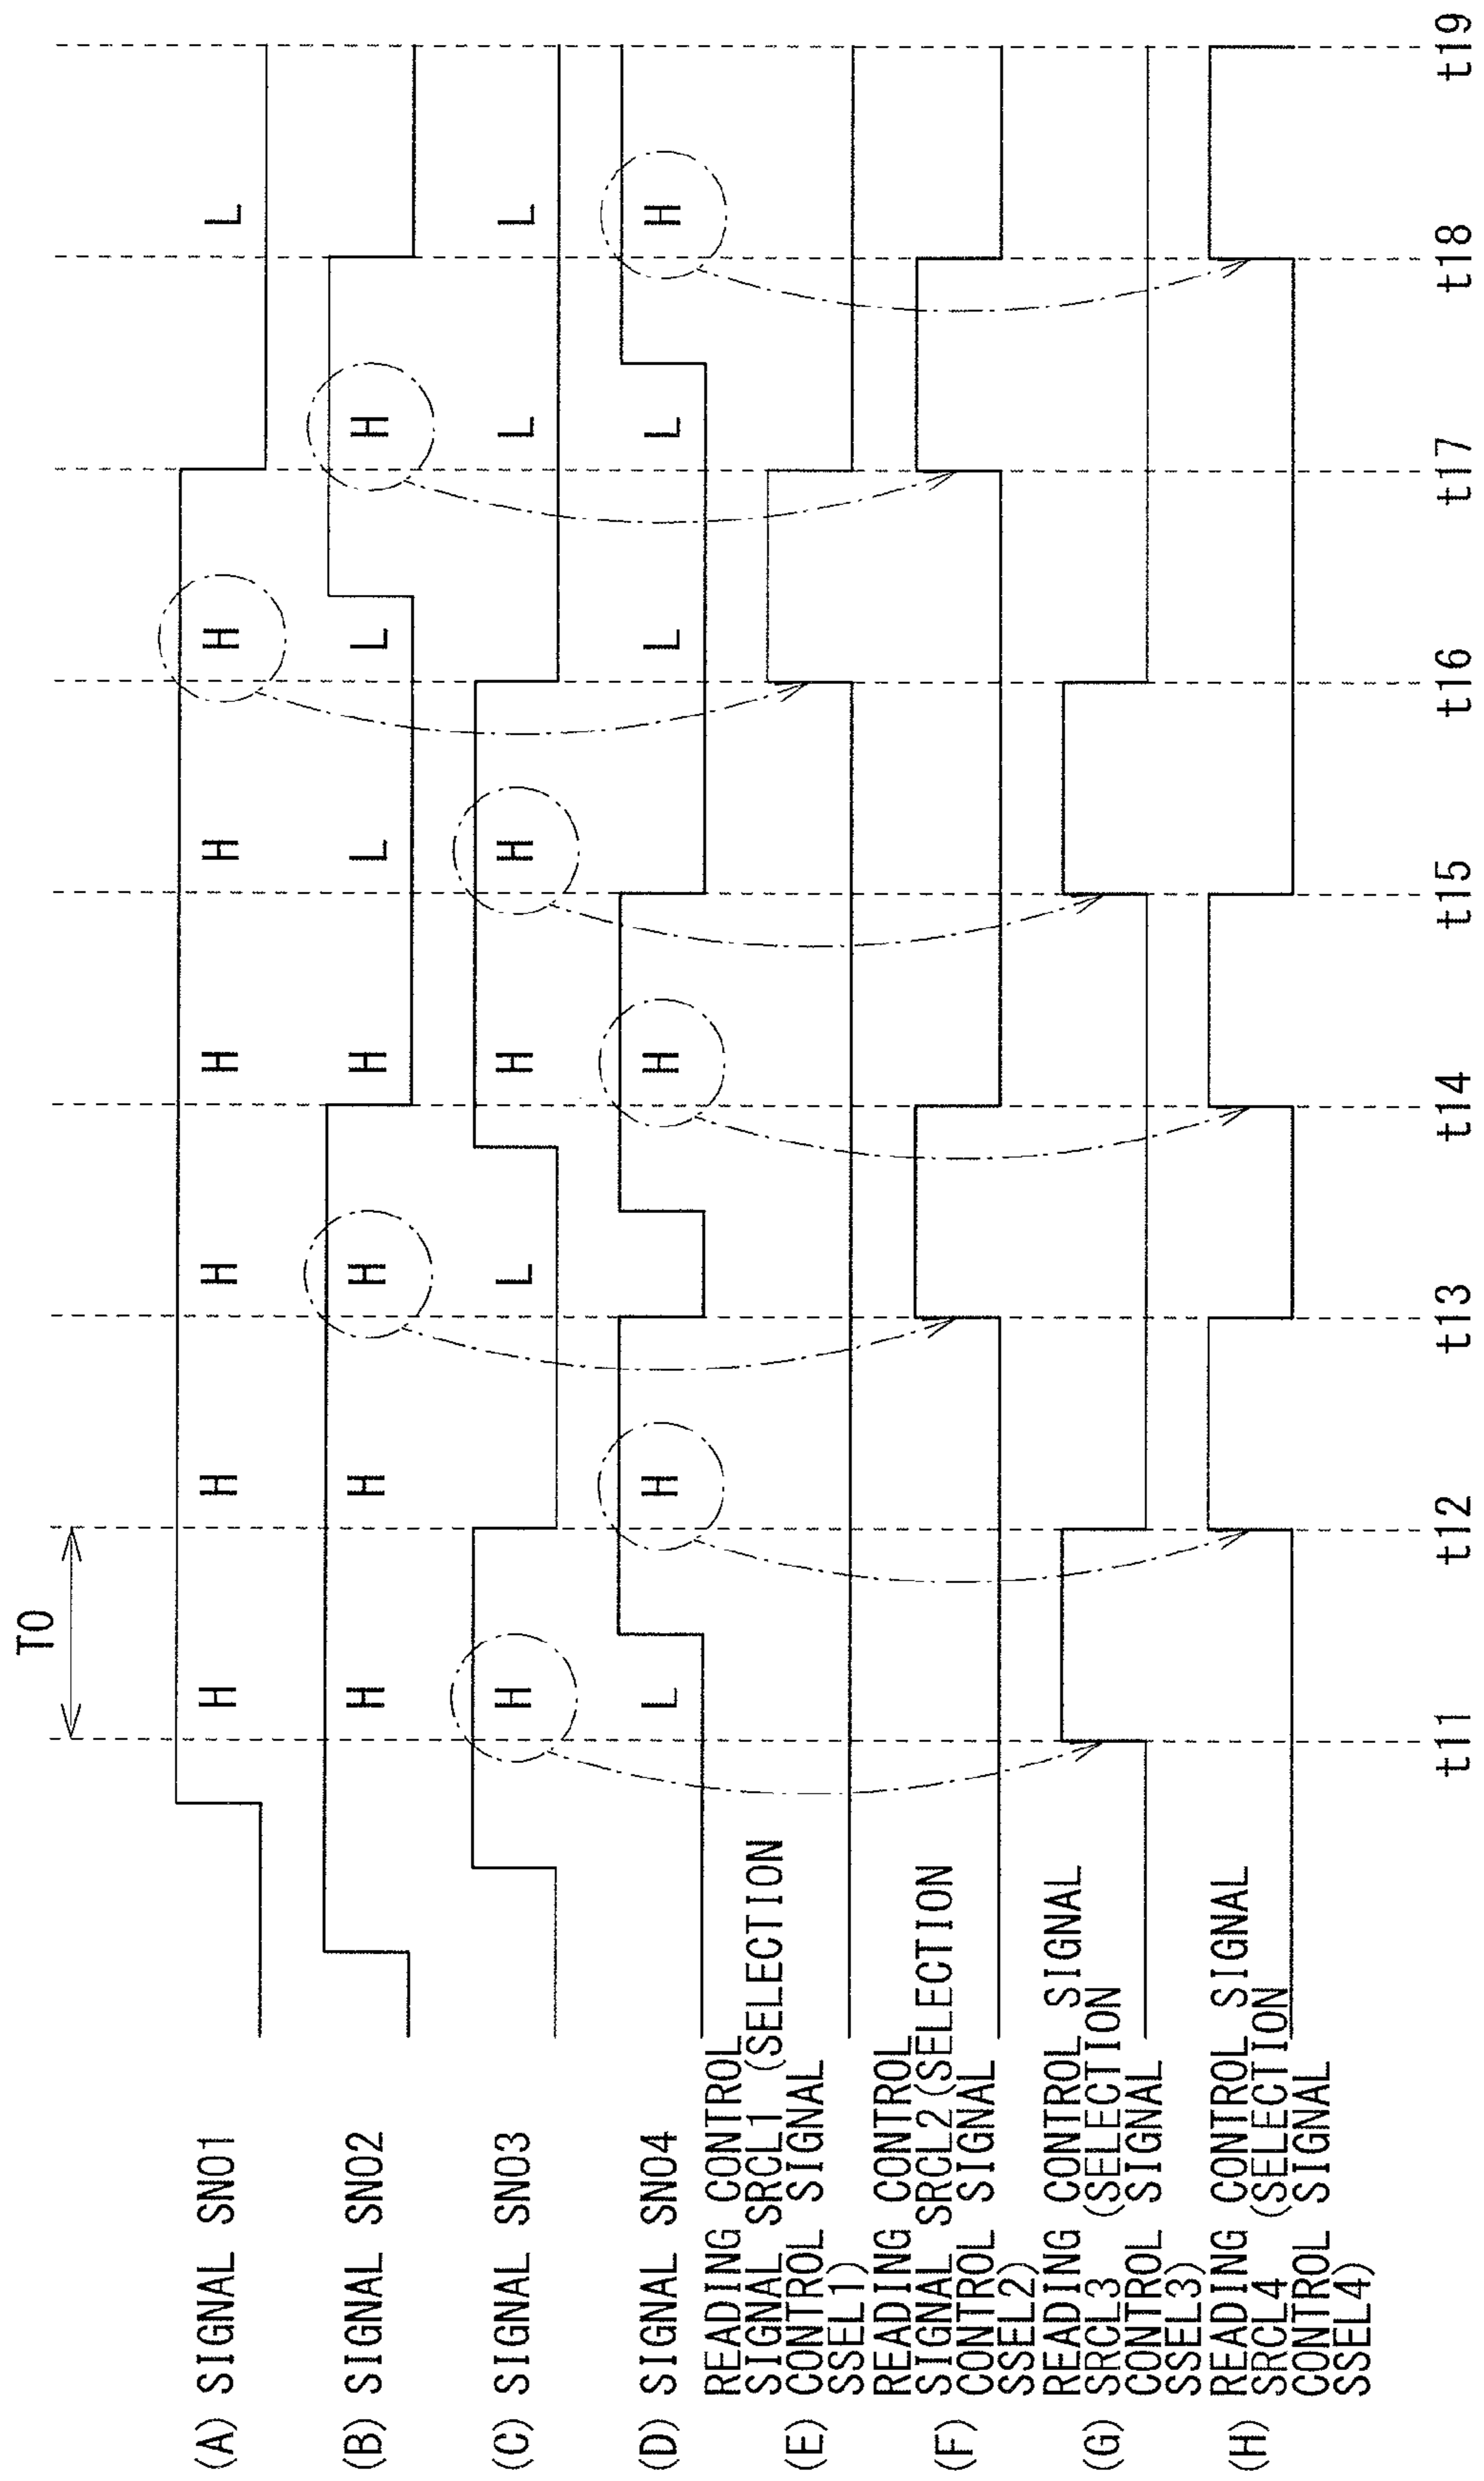 T0
(A) SIGNAL SN01
H H H H H H L
(B) SIGNAL SN02
H H H H L L H
(C) SIGNAL SN03
H L H H L L
(D) SIGNAL SN04
L H H L L H
(E)
READING CONTROL
SIGNAL SRCL1 (SELECTION
CONTROL SIGNAL
SSEL1)
(F)
READING CONTROL
SIGNAL SRCL2(SELECTION
CONTROL SIGNAL
SSEL2)
(G)
READING CONTROL SIGNAL
SRCL3 (SELECTION
CONTROL SIGNAL
SSEL3)
(H)
READING CONTROL SIGNAL
SRCL4 (SELECTION
CONTROL SIGNAL
SSEL4)
t11 t12 t13 t14 t15 t16 t17 t18 t19